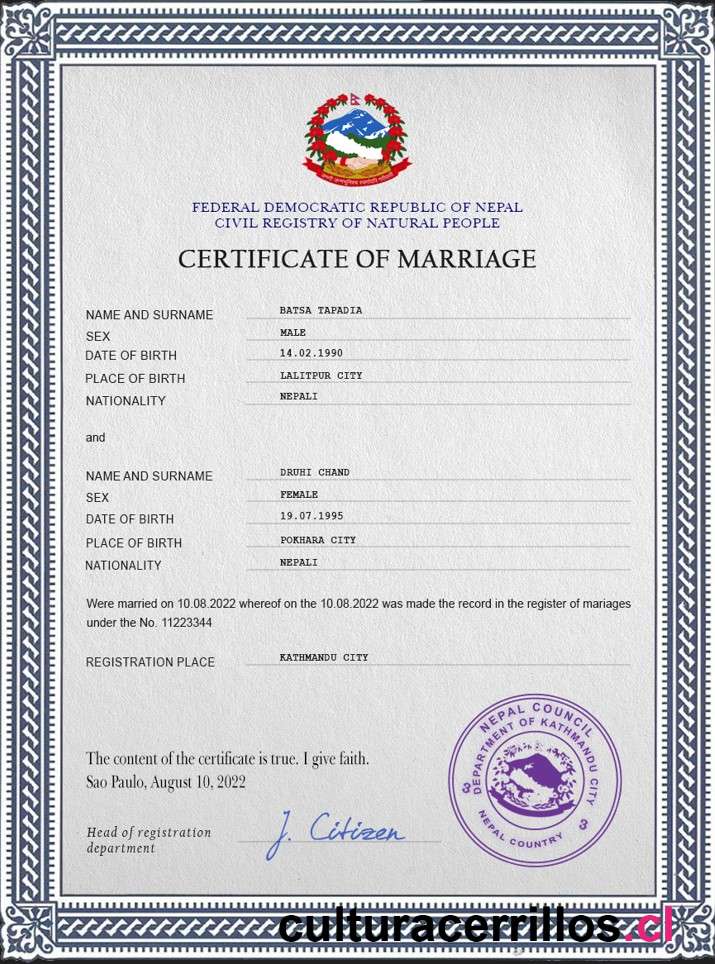 FEDERAL DEMOCRATIC REPUBLIC OF NEPAL
CIVIL REGISTRY OF NATURAL PEOPLE
CERTIFICATE OF MARRIAGE
NAME AND SURNAME BATSA TAPADIA
SEX MALE
DATE OF BIRTH 14.02.1990
PLACE OF BIRTH LALITPUR CITY
NATIONALITY NEPALI
and
NAME AND SURNAME DRUHI CHAND
SEX FEMALE
DATE OF BIRTH 19.07.1995
PLACE OF BIRTH POKHARA CITY
NATIONALITY NEPALI
Were married on 10.08.2022 whereof on the 10.08.2022 was made the record in the register of mariages
under the No. 11223344
REGISTRATION PLACE KATHMANDU CITY
NEPAL COUNCIL
DEPARTMENT OF KATHMANDU CITY
NEPAL COUNTRY
The content of the certificate is true. I give faith.
Sao Paulo, August 10, 2022
Head of registration
department
J. Citizen
culturacerrillos.cl